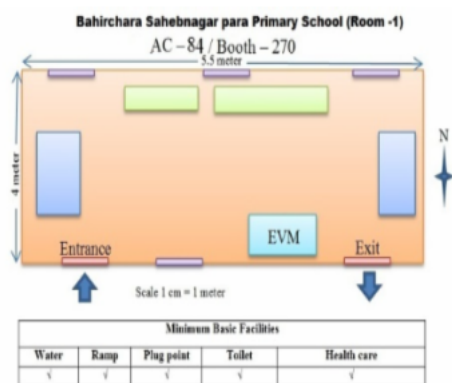 Bahirchara Sahebnagar para Primary School (Room -1)
AC – 84 / Booth – 270
5.5 meter
4 meter
N
EVM
Entrance
Exit
Scale 1 cm = 1 meter
Minimum Basic Facilities
Water Ramp Plug point Toilet Health care
√ √ √ √ √